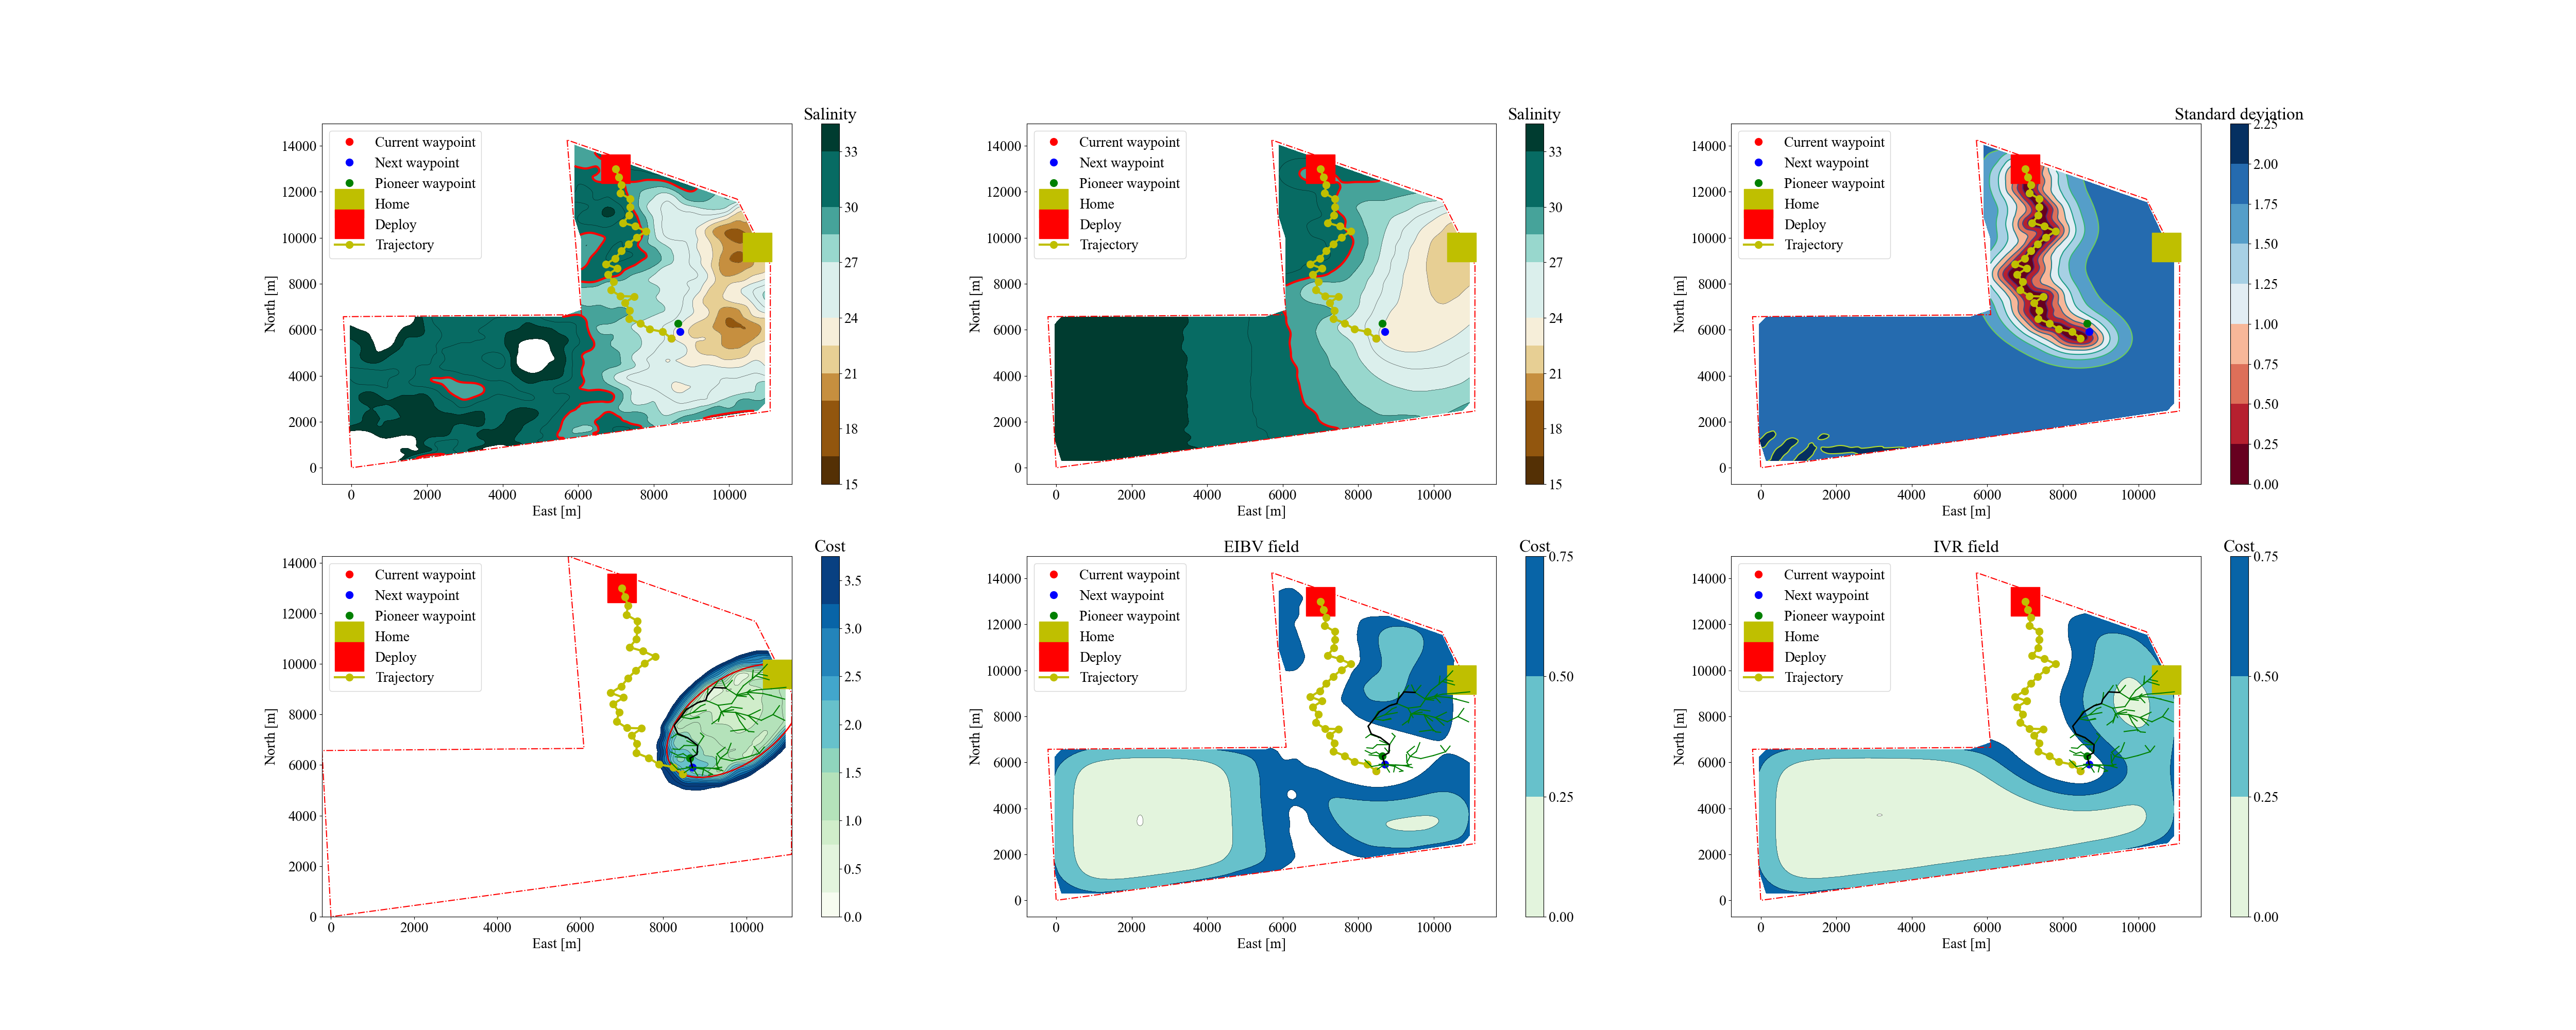 Salinity
Current waypoint
Next waypoint
Pioneer waypoint
Home
Deploy
Trajectory
North [m]
14000
12000
10000
8000
6000
4000
2000
0
0 2000 4000 6000 8000 10000
East [m]
33
30
27
24
21
18
15
Salinity
Current waypoint
Next waypoint
Pioneer waypoint
Home
Deploy
Trajectory
North [m]
14000
12000
10000
8000
6000
4000
2000
0
0 2000 4000 6000 8000 10000
East [m]
33
30
27
24
21
18
15
Standard deviation
Current waypoint
Next waypoint
Pioneer waypoint
Home
Deploy
Trajectory
North [m]
14000
12000
10000
8000
6000
4000
2000
0
0 2000 4000 6000 8000 10000
East [m]
2.25
2.00
1.75
1.50
1.25
1.00
0.75
0.50
0.25
0.00
Cost
Current waypoint
Next waypoint
Pioneer waypoint
Home
Deploy
Trajectory
North [m]
14000
12000
10000
8000
6000
4000
2000
0
0 2000 4000 6000 8000 10000
East [m]
3.5
3.0
2.5
2.0
1.5
1.0
0.5
0.0
EIBV field
Cost
Current waypoint
Next waypoint
Pioneer waypoint
Home
Deploy
Trajectory
North [m]
14000
12000
10000
8000
6000
4000
2000
0
0 2000 4000 6000 8000 10000
East [m]
0.75
0.50
0.25
0.00
IVR field
Cost
Current waypoint
Next waypoint
Pioneer waypoint
Home
Deploy
Trajectory
North [m]
14000
12000
10000
8000
6000
4000
2000
0
0 2000 4000 6000 8000 10000
East [m]
0.75
0.50
0.25
0.00